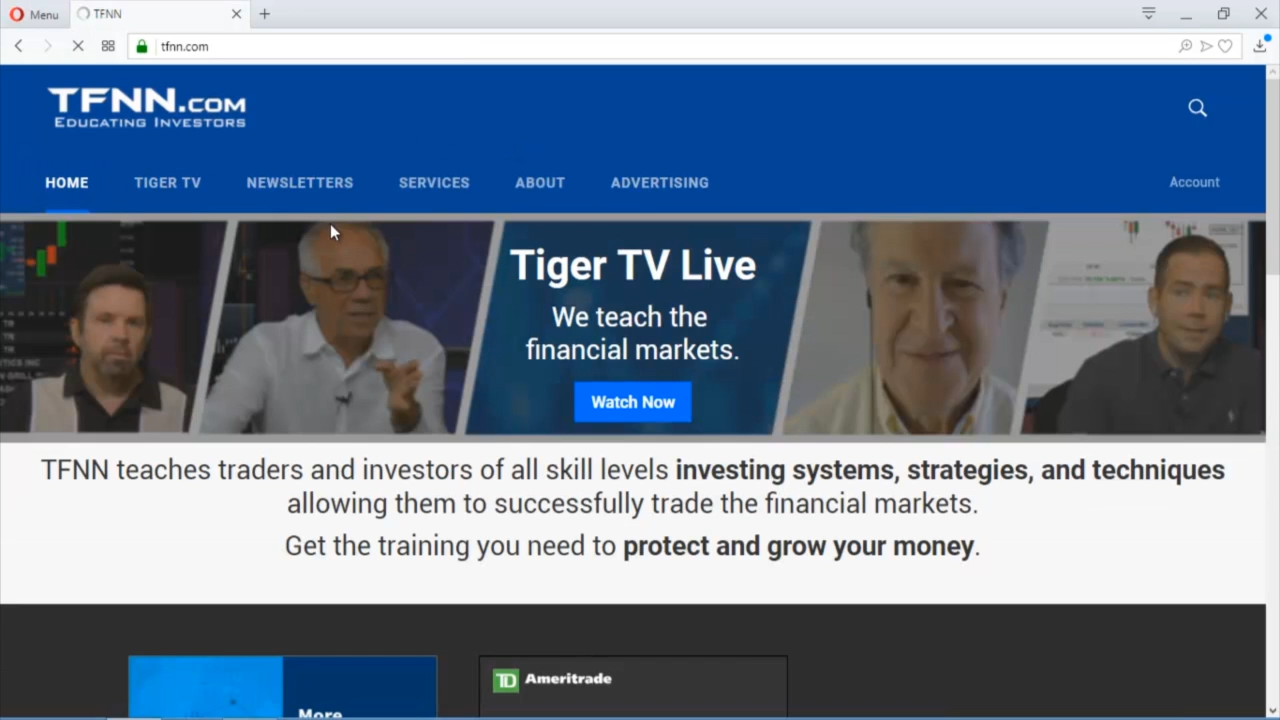 Menu
TFNN
tfnn.com
TFNN.COM
EDUCATING INVESTORS
HOME
TIGER TV
NEWSLETTERS
SERVICES
ABOUT
ADVERTISING
Account
Tiger TV Live
We teach the
financial markets.
Watch Now
TFNN teaches traders and investors of all skill levels investing systems, strategies, and techniques
allowing them to successfully trade the financial markets.
Get the training you need to protect and grow your money.
More
TD Ameritrade